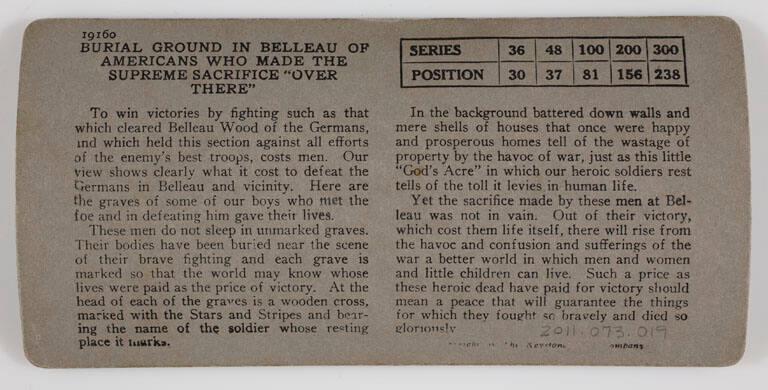 19160
BURIAL GROUND IN BELLEAU OF
AMERICANS WHO MADE THE
SUPREME SACRIFICE "OVER
THERE"
To win victories by fighting such as that
which cleared Belleau Wood of the Germans,
and which held this section against all efforts
of the enemy's best troops, costs men. Our
view shows clearly what it cost to defeat the
Germans in Belleau and vicinity. Here are
the graves of some of our boys who met the
foe and in defeating him gave their lives.
These men do not sleep in unmarked graves.
Their bodies have been buried near the scene
of their brave fighting and each grave is
marked so that the world may know whose
lives were paid as the price of victory. At the
head of each of the graves is a wooden cross,
marked with the Stars and Stripes and bear-
ing the name of the soldier whose resting
place it marks.
SERIES 36 48 100 200 300
POSITION 30 37 81 156 238
In the background battered down walls and
mere shells of houses that once were happy
and prosperous homes tell of the wastage of
property by the havoc of war, just as this little
"God's Acre" in which our heroic soldiers rest
tells of the toll it levies in human life.
Yet the sacrifice made by these men at Bel-
leau was not in vain. Out of their victory,
which cost them life itself, there will rise from
the havoc and confusion and sufferings of the
war a better world in which men and women
and little children can live. Such a price as
these heroic dead have paid for victory should
mean a peace that will guarantee the things
for which they fought so bravely and died so
gloriously
2011.073.019
the Keystone